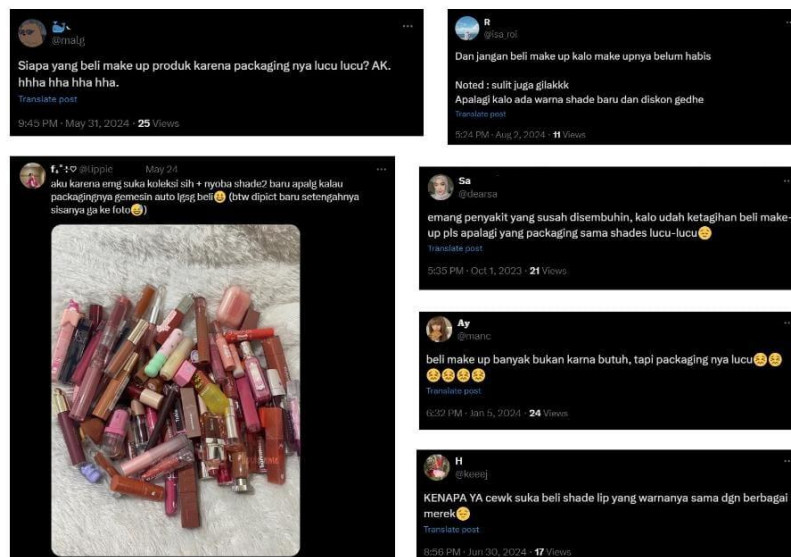 @malg
Siapa yang beli make up produk karena packaging nya lucu lucu? AK.
hhha hha hha hha.
Translate post
9:45 PM · May 31, 2024 · 25 Views
f,*⁠!♡ @lippie May 24
aku karena emg suka koleksi sih + nyoba shade2 baru apalg kalau
packagingnya gemesin auto lgsg beli😆 (btw dipict baru setengahnya
sisanya ga ke foto😅)
R
@isa_roi
Dan jangan beli make up kalo make upnya belum habis
Noted : sulit juga gilakkk
Apalagi kalo ada warna shade baru dan diskon gedhe
Translate post
5:24 PM · Aug 2, 2024 · 11 Views
Sa
@dearsa
emang penyakit yang susah disembuhin, kalo udah ketagihan beli make-
up pls apalagi yang packaging sama shades lucu-lucu😔
Translate post
5:35 PM · Oct 1, 2023 · 21 Views
Ay
@manc
beli make up banyak bukan karna butuh, tapi packaging nya lucu😣😣
😣😣😣😣
Translate post
6:32 PM · Jan 5, 2024 · 24 Views
H
@keeej
KENAPA YA cewk suka beli shade lip yang warnanya sama dgn berbagai
merek😔
Translate post
8:56 PM · Jun 30, 2024 · 17 Views